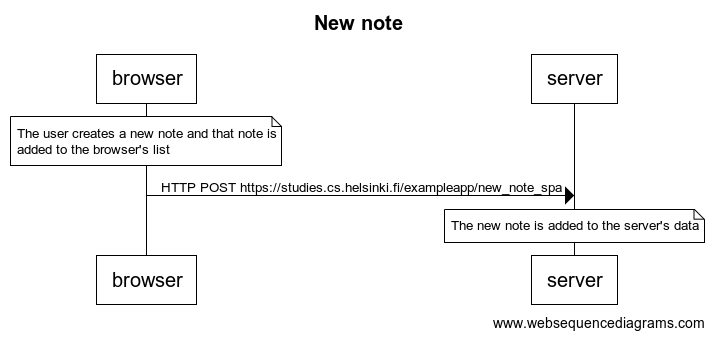 New note
browser
server
The user creates a new note and that note is
added to the browser's list
HTTP POST https://studies.cs.helsinki.fi/exampleapp/new_note_spa
The new note is added to the server's data
browser
server
www.websequencediagrams.com